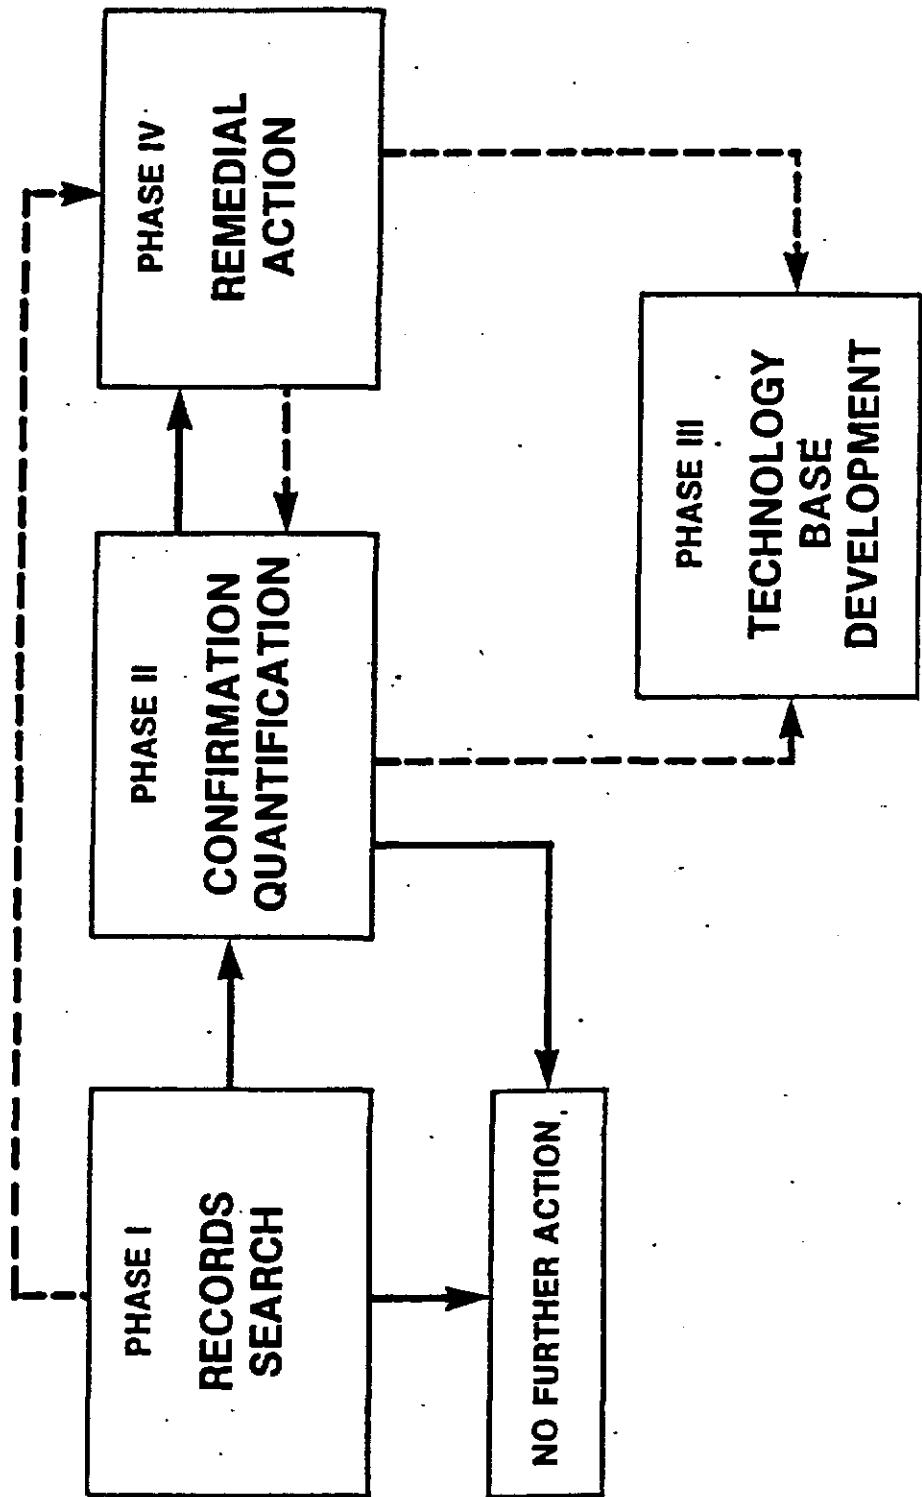 PHASE I
RECORDS
SEARCH
PHASE II
CONFIRMATION
QUANTIFICATION
PHASE IV
REMEDIAL
ACTION
NO FURTHER ACTION
PHASE III
TECHNOLOGY
BASE
DEVELOPMENT